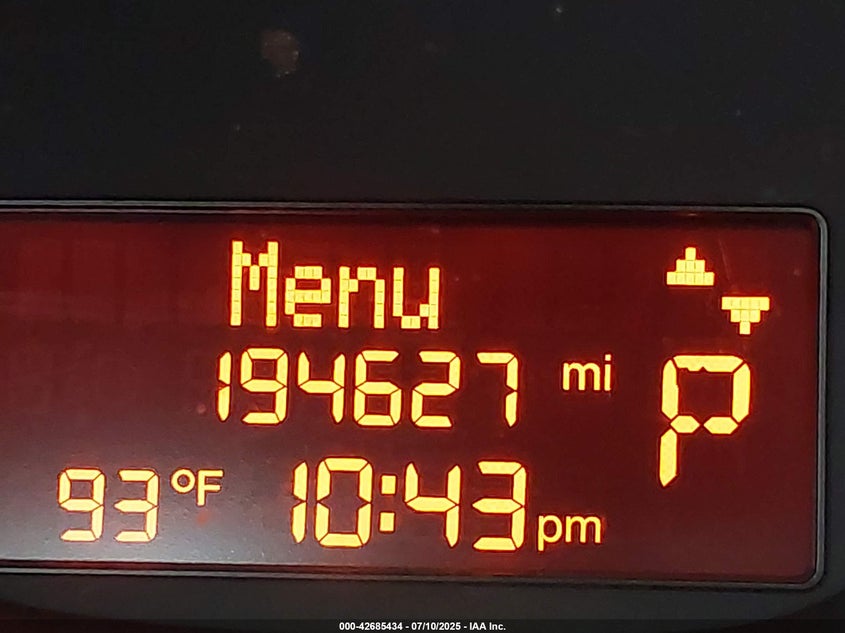 Menu
194627 mi
P
93 °F 10:43 pm
000-42685434 - 07/10/2025 - IAA Inc.